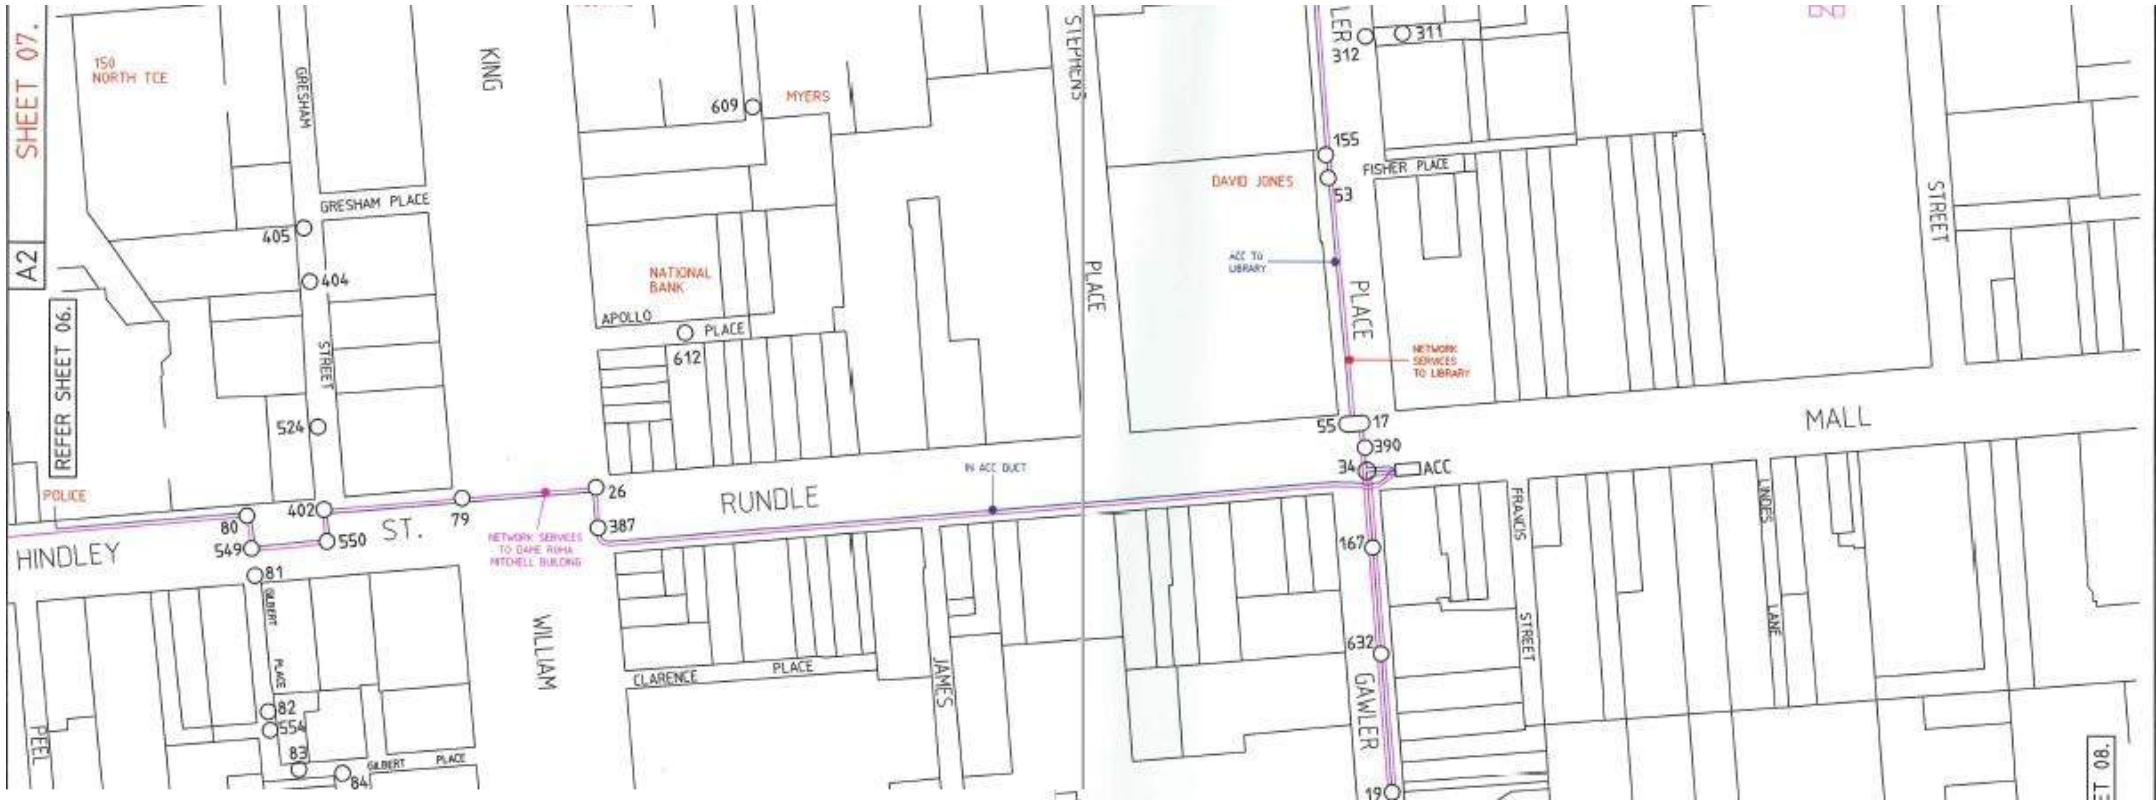 SHEET 07.
A2
REFER SHEET 06.
150
NORTH TCE
GRESHAM
STREET
GRESHAM PLACE
405
404
524
POLICE
80
402
549
550
ST.
HINDLEY
81
GILBERT
PLACE
82
554
83
84
GILBERT PLACE
PEEL
KING
WILLIAM
79
26
387
NETWORK SERVICES
TO DAME ROMA
MITCHELL BUILDING
609
MYERS
NATIONAL
BANK
APOLLO PLACE
612
RUNDLE
MALL
IN ACC DUCT
CLARENCE PLACE
JAMES
STEPHENS
PLACE
LER
312
311
155
53
FISHER PLACE
DAVID JONES
ACC TO
LIBRARY
PLACE
NETWORK
SERVICES
TO LIBRARY
55
17
390
34
ACC
167
632
GAWLER
19
FRANCIS
STREET
LINDES
LANE
STREET
ET 08.